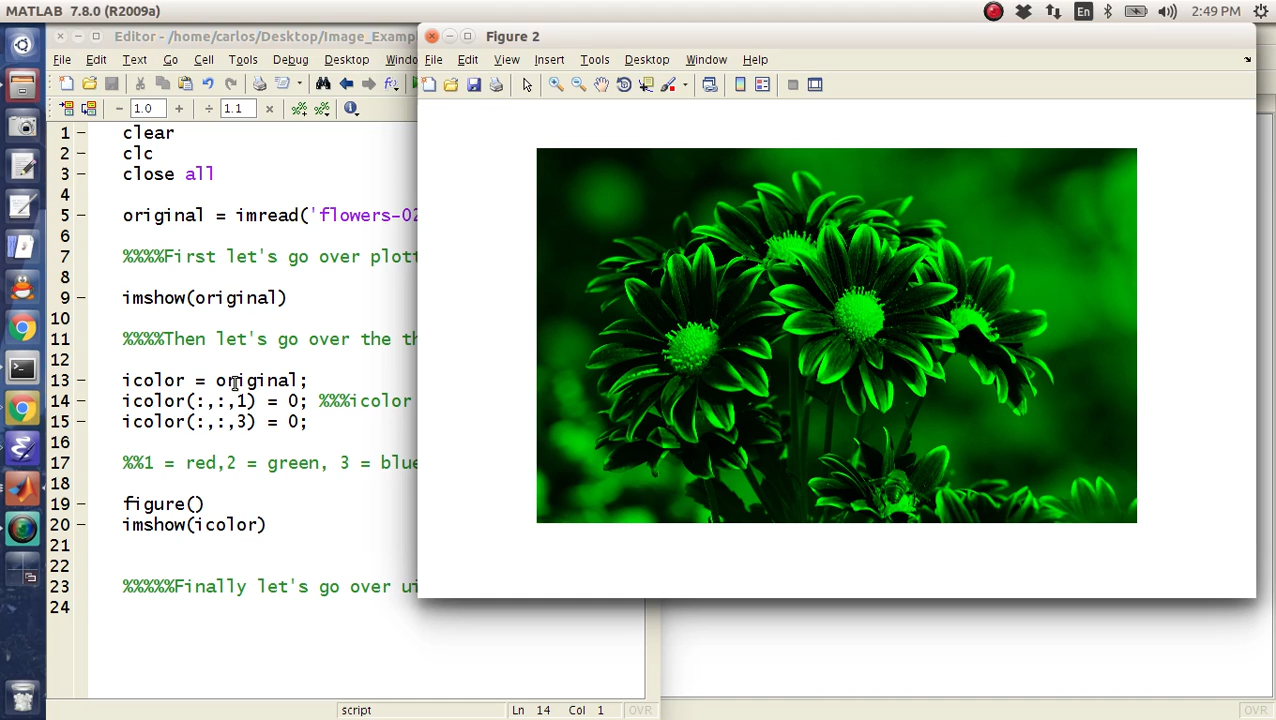 MATLAB 7.8.0 (R2009a)
En
2:49 PM
Editor - /home/carlos/Desktop/Image_Examp
File Edit Text Go Cell Tools Debug Desktop Windo
1.0
1.1
1 clear
2 clc
3 close all
4
5 original = imread('flowers-02
6
7 %%%%First let's go over plott
8
9 imshow(original)
10
11 %%%%Then let's go over the th
12
13 icolor = original;
14 icolor(:,:,1) = 0; %%%icolor
15 icolor(:,:,3) = 0;
16
17 %%1 = red,2 = green, 3 = blue
18
19 figure()
20 imshow(icolor)
21
22
23 %%%%%Finally let's go over ui
24
script
Ln 14 Col 1
OVR
Figure 2
File Edit View Insert Tools Desktop Window Help
OVR